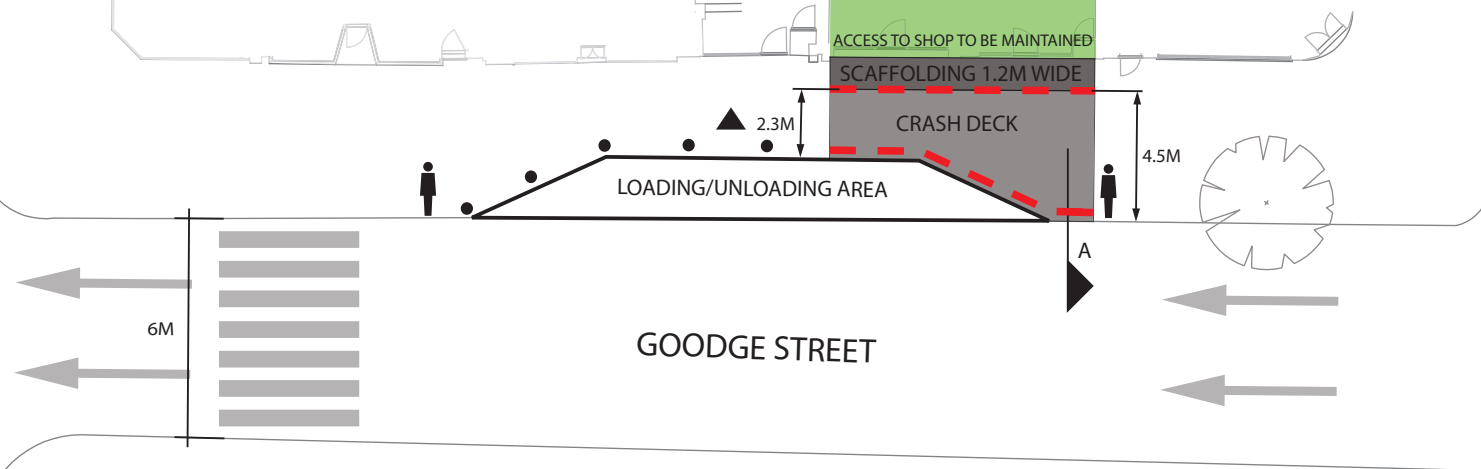 ACCESS TO SHOP TO BE MAINTAINED
SCAFFOLDING 1.2M WIDE
2.3M
CRASH DECK
4.5M
LOADING/UNLOADING AREA
A
6M
GOODGE STREET